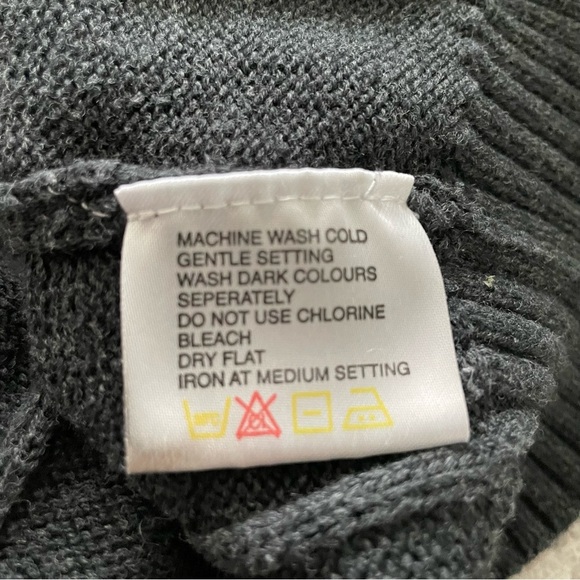 MACHINE WASH COLD
GENTLE SETTING
WASH DARK COLOURS
SEPERATELY
DO NOT USE CHLORINE
BLEACH
DRY FLAT
IRON AT MEDIUM SETTING
CL